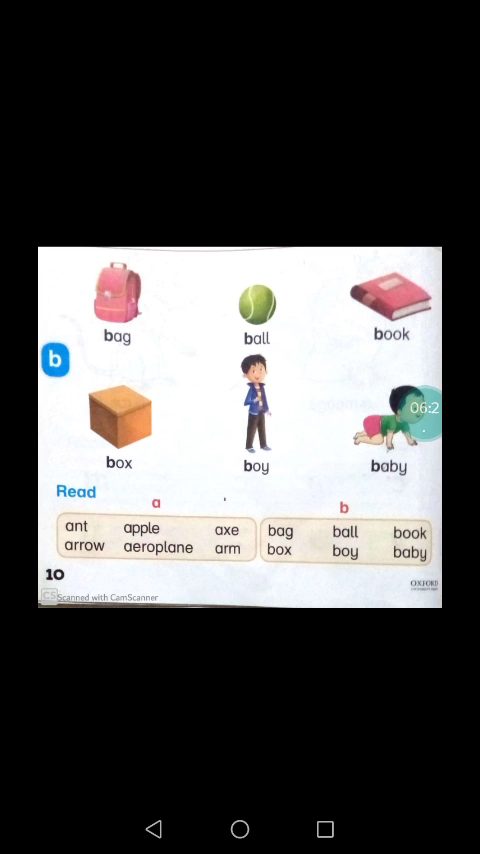 bag ball book
b
06:2
box boy baby
Read
a b
ant apple axe bag ball book
arrow aeroplane arm box boy baby
10
OXFORD
CS Scanned with CamScanner